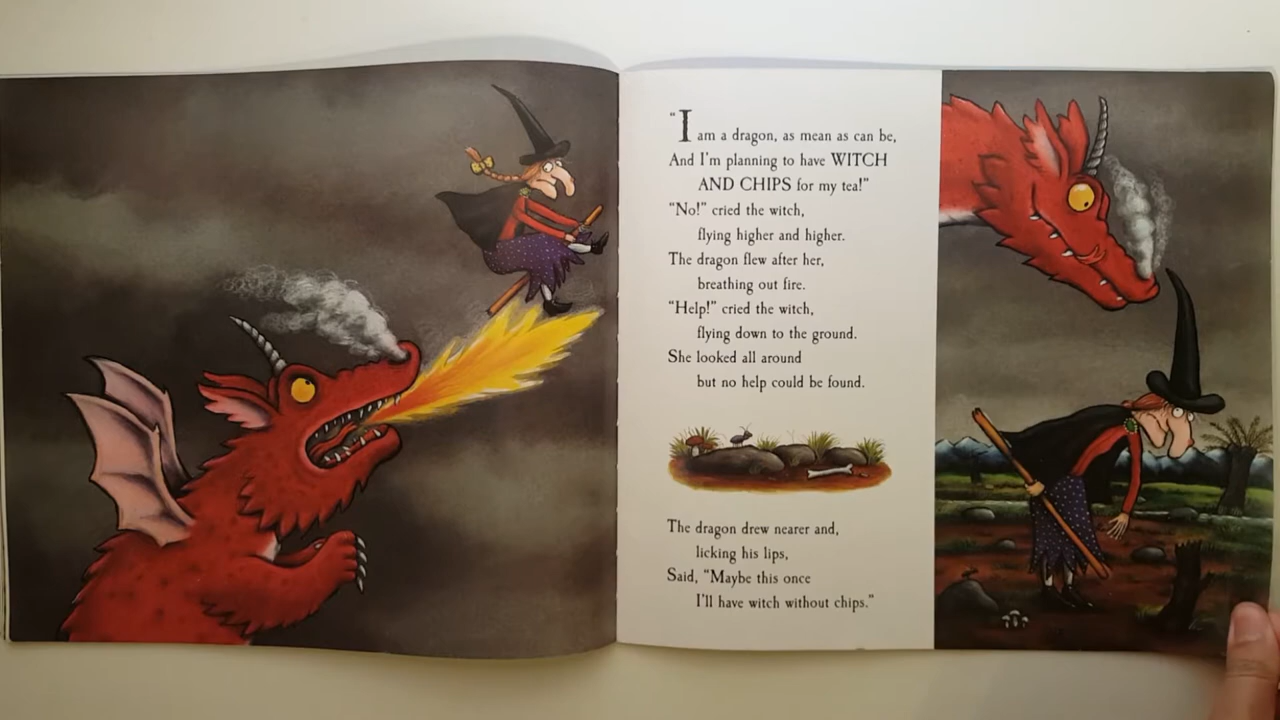 "I am a dragon, as mean as can be,
And I'm planning to have WITCH
AND CHIPS for my tea!"
"No!" cried the witch,
flying higher and higher.
The dragon flew after her,
breathing out fire.
"Help!" cried the witch,
flying down to the ground.
She looked all around
but no help could be found.
The dragon drew nearer and,
licking his lips,
Said, "Maybe this once
I'll have witch without chips."